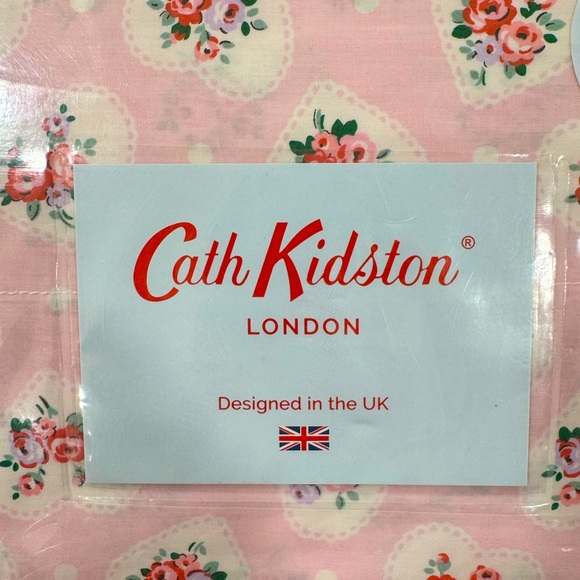 Cath Kidston®
LONDON
Designed in the UK